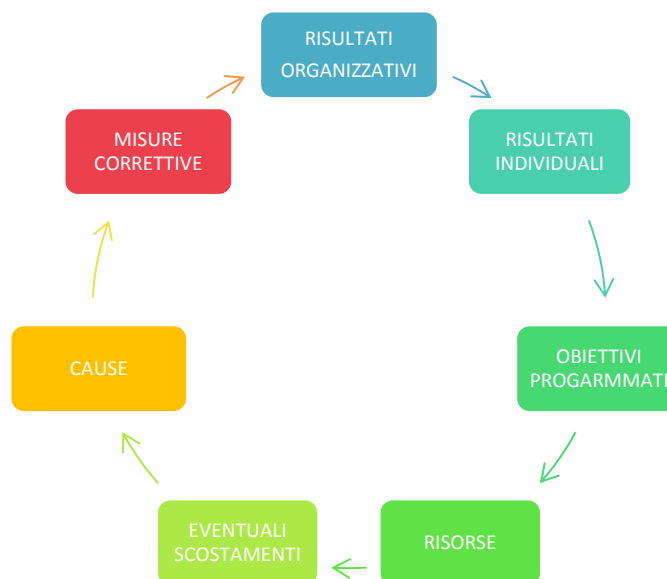 RISULTATI
ORGANIZZATIVI
RISULTATI
INDIVIDUALI
OBIETTIVI
PROGARMMATI
RISORSE
EVENTUALI
SCOSTAMENTI
CAUSE
MISURE
CORRETTIVE